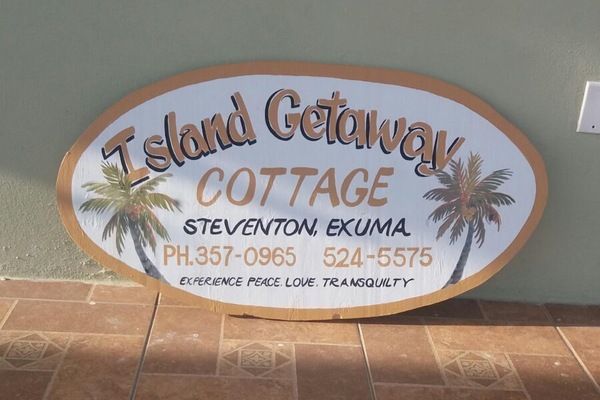 Island Getaway
COTTAGE
STEVENTON, EXUMA
PH.357-0965 524-5575
EXPERIENCE PEACE. LOVE. TRANSQUILTY